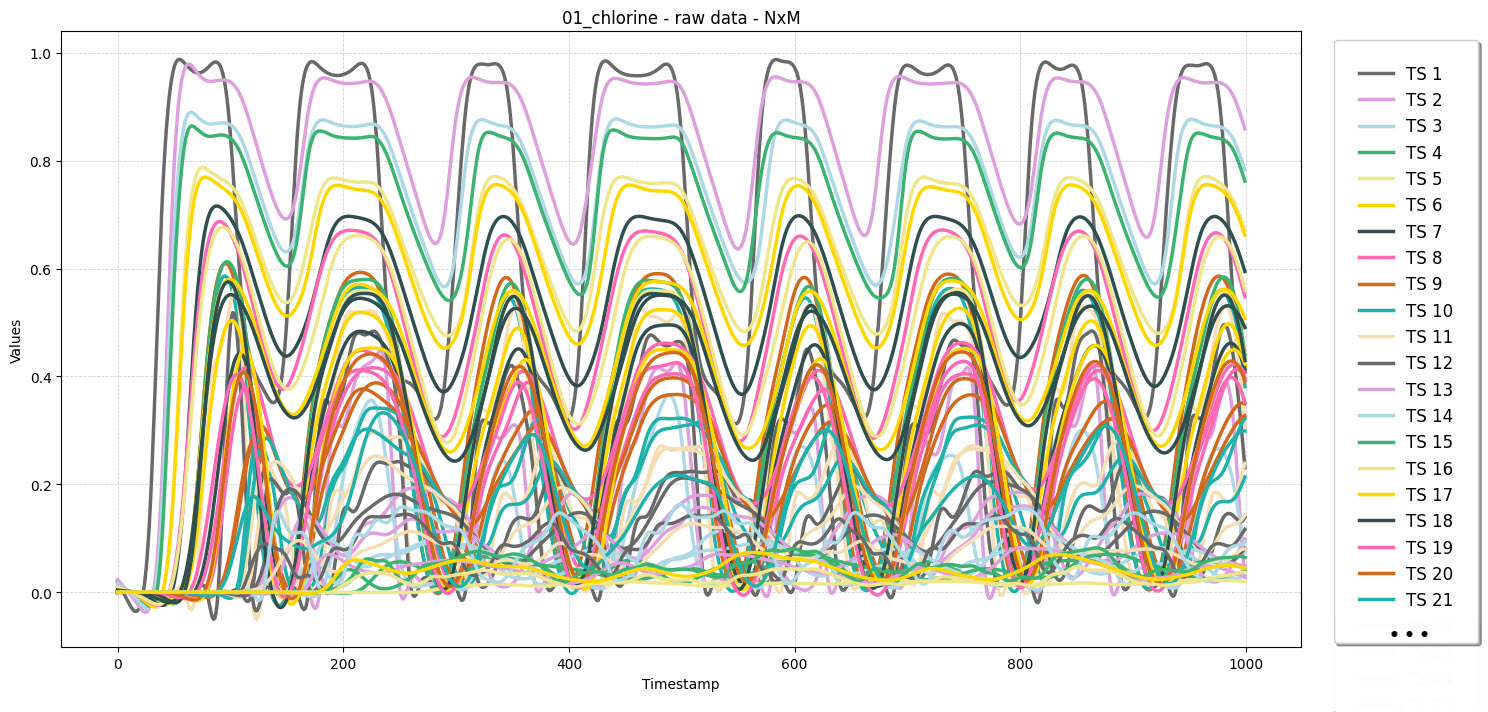 01_chlorine - raw data - NxM
1.0
0.8
0.6
0.4
0.2
0.0
Values
0
200
400
600
800
1000
Timestamp
TS 1
TS 2
TS 3
TS 4
TS 5
TS 6
TS 7
TS 8
TS 9
TS 10
TS 11
TS 12
TS 13
TS 14
TS 15
TS 16
TS 17
TS 18
TS 19
TS 20
TS 21
• • •